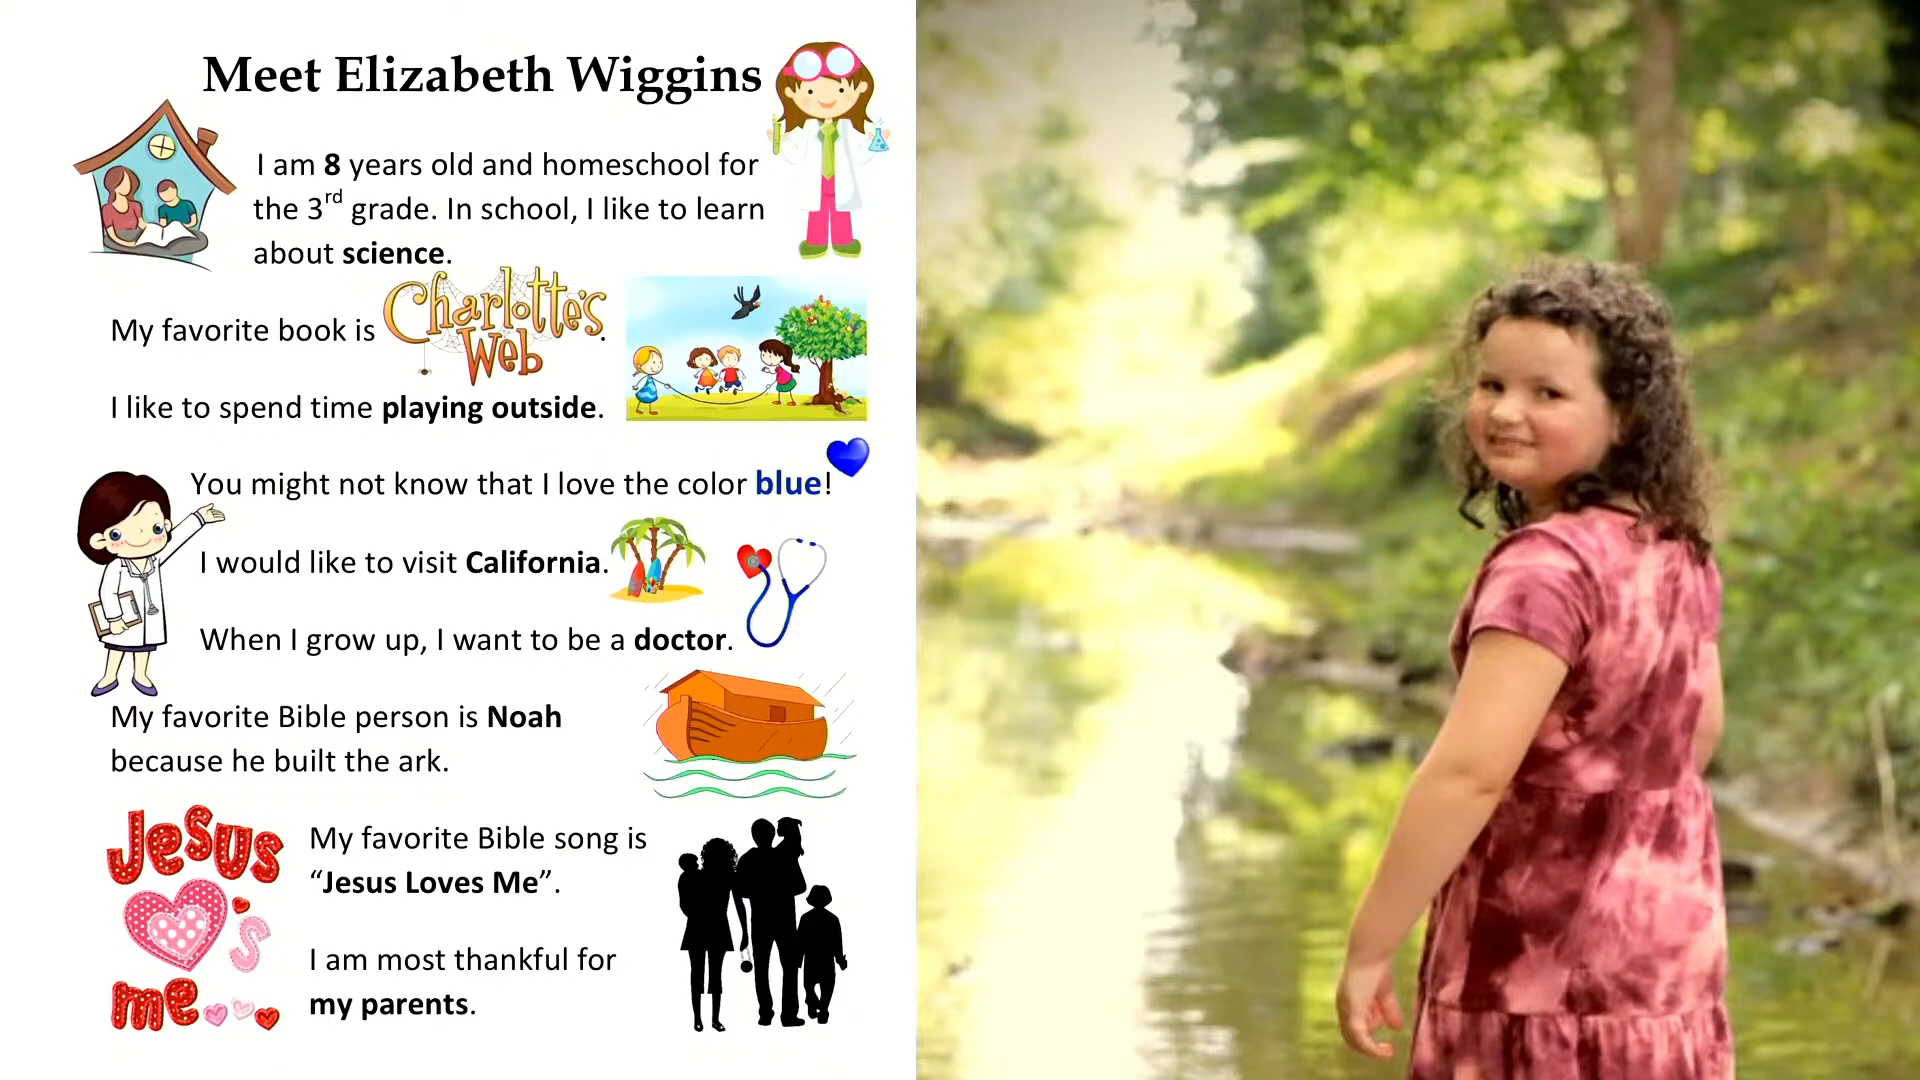 Meet Elizabeth Wiggins
I am 8 years old and homeschool for
the 3rd grade. In school, I like to learn
about science.
My favorite book is Charlotte's Web.
I like to spend time playing outside.
You might not know that I love the color blue!
I would like to visit California.
When I grow up, I want to be a doctor.
My favorite Bible person is Noah
because he built the ark.
Jesus
's
me
My favorite Bible song is
“Jesus Loves Me”.
I am most thankful for
my parents.